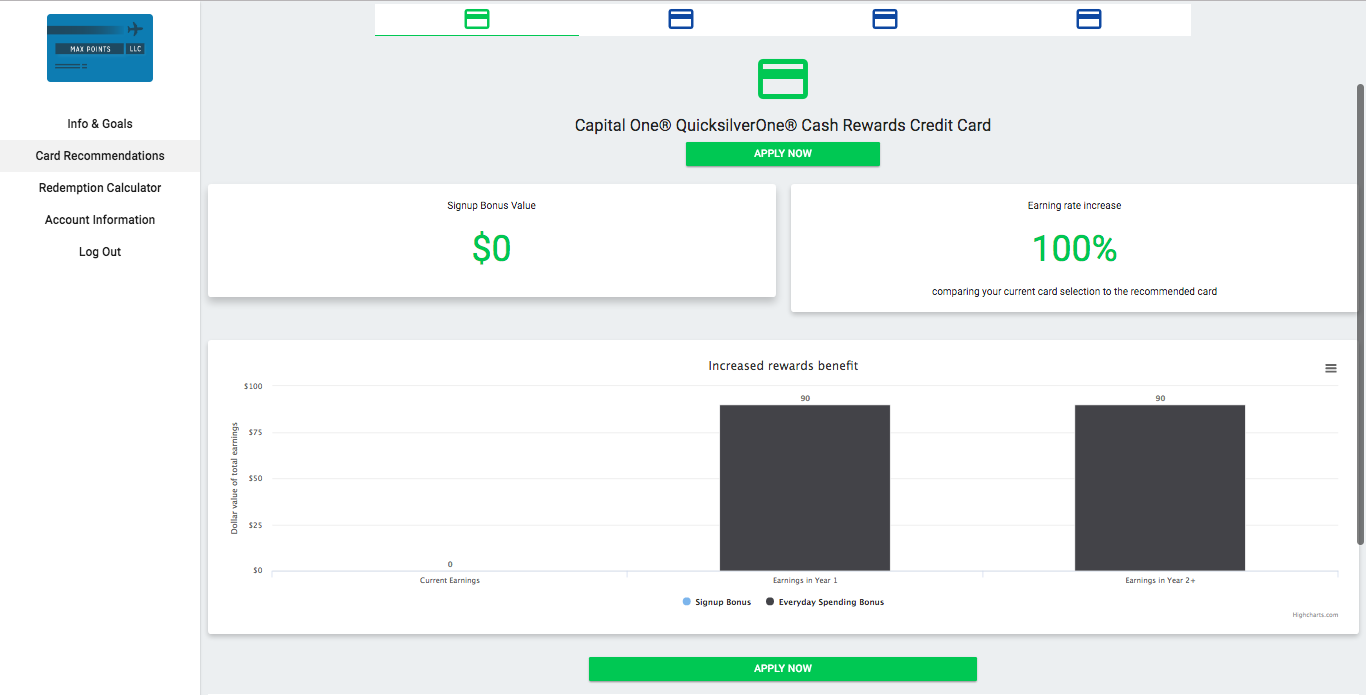 MAX POINTS LLC
Info & Goals
Card Recommendations
Redemption Calculator
Account Information
Log Out
Capital One® QuicksilverOne® Cash Rewards Credit Card
APPLY NOW
Signup Bonus Value
$0
Earning rate increase
100%
comparing your current card selection to the recommended card
Increased rewards benefit
Dollar value of total earnings
$100
$75
$50
$25
$0
0
90
90
Current Earnings
Earnings in Year 1
Earnings in Year 2+
Signup Bonus
Everyday Spending Bonus
Highcharts.com
APPLY NOW